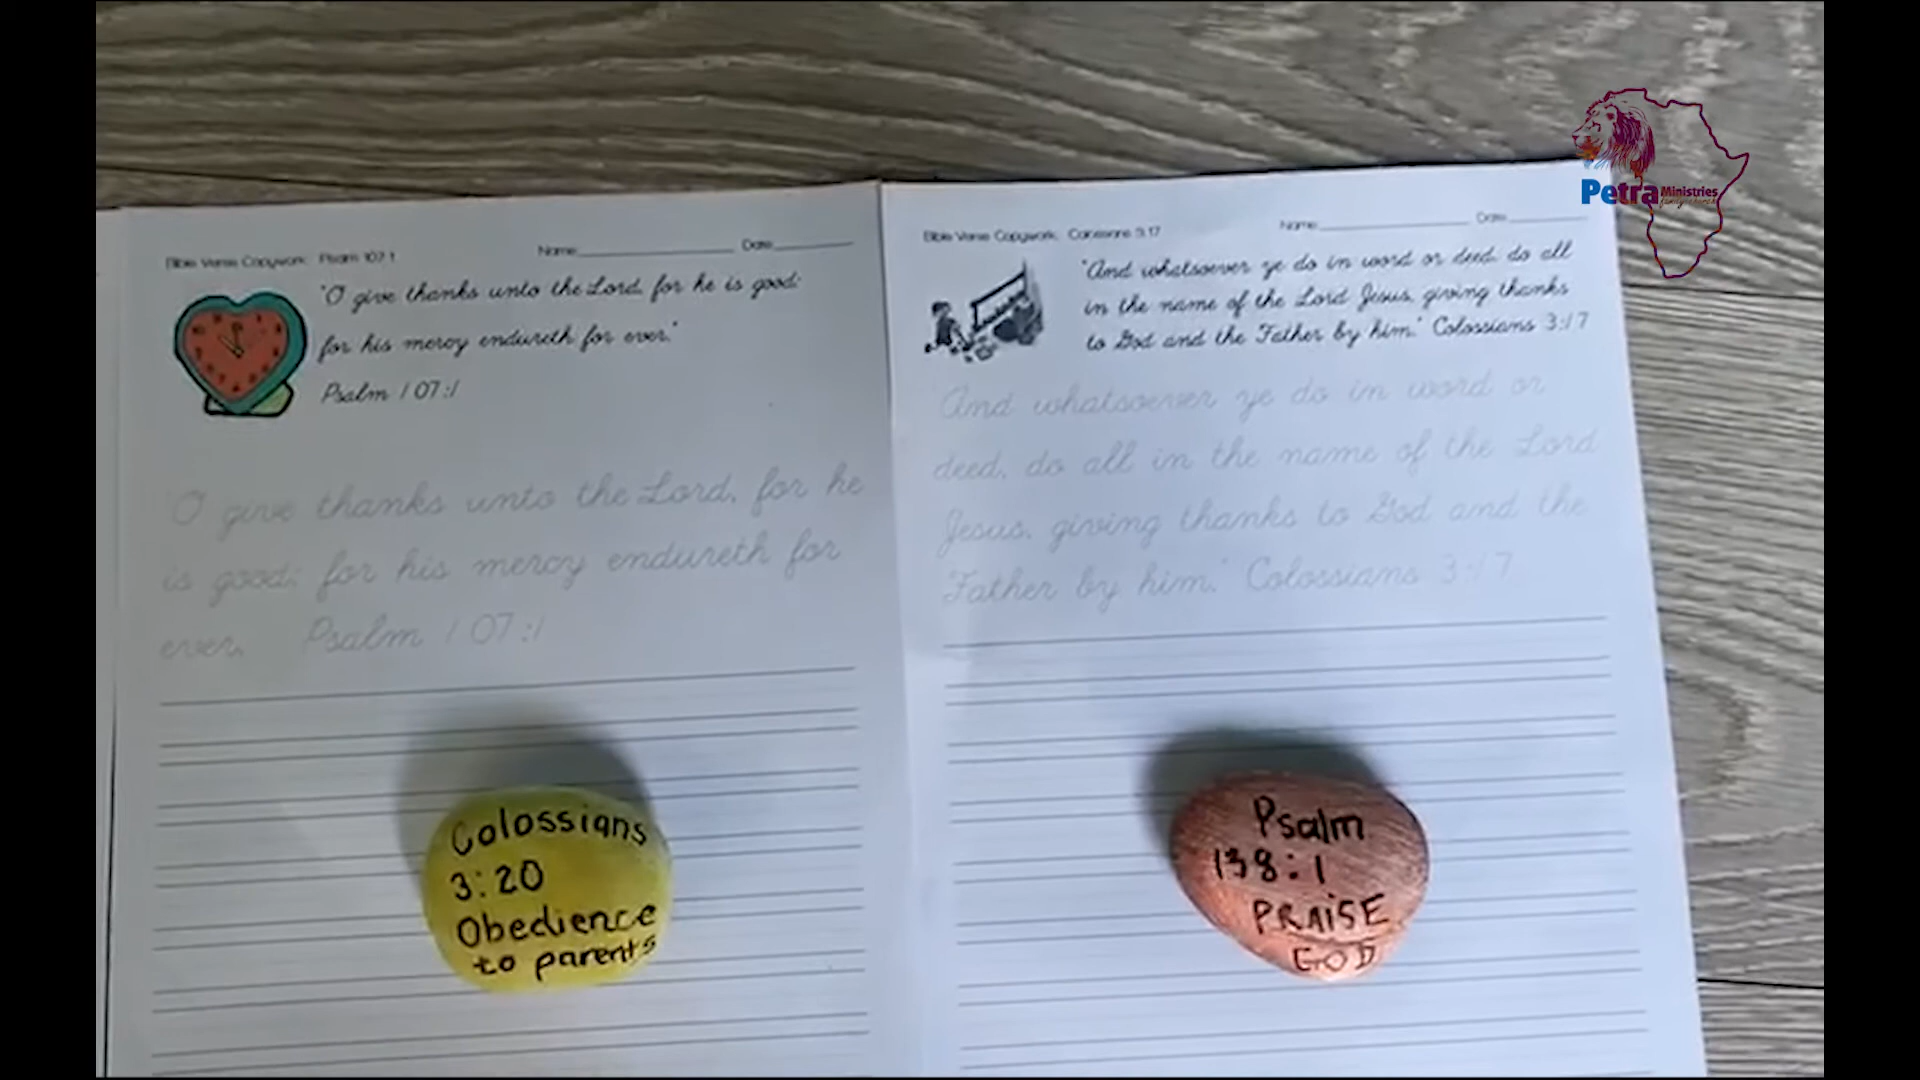 Petra Ministries
Bible Verse Copywork: Psalm 107:1 Name Date
"O give thanks unto the Lord, for he is good:
for his mercy endureth for ever."
Psalm 107:1
"O give thanks unto the Lord, for he
is good: for his mercy endureth for
ever. Psalm 107:1
Colossians
3:20
Obedience
to parents
Bible Verse Copywork: Colossians 3:17 Name Date
"And whatsoever ye do in word or deed, do all
in the name of the Lord Jesus, giving thanks
to God and the Father by him." Colossians 3:17
"And whatsoever ye do in word or
deed, do all in the name of the Lord
Jesus, giving thanks to God and the
Father by him." Colossians 3:17
Psalm
138:1
PRAiSE
GOD